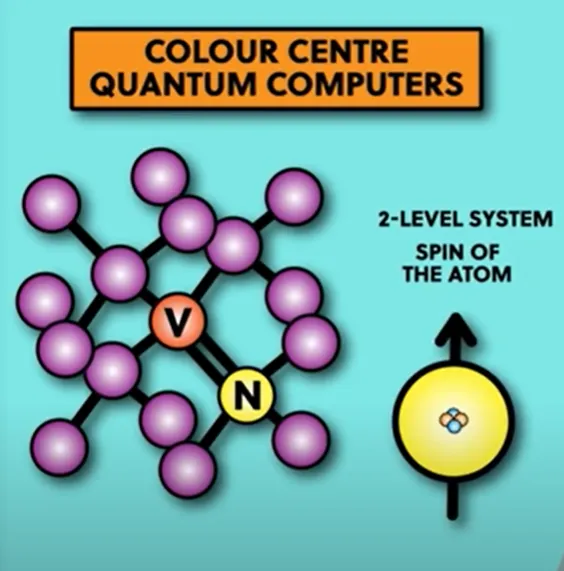 COLOUR CENTRE
QUANTUM COMPUTERS
2-LEVEL SYSTEM
SPIN OF
THE ATOM
V
N